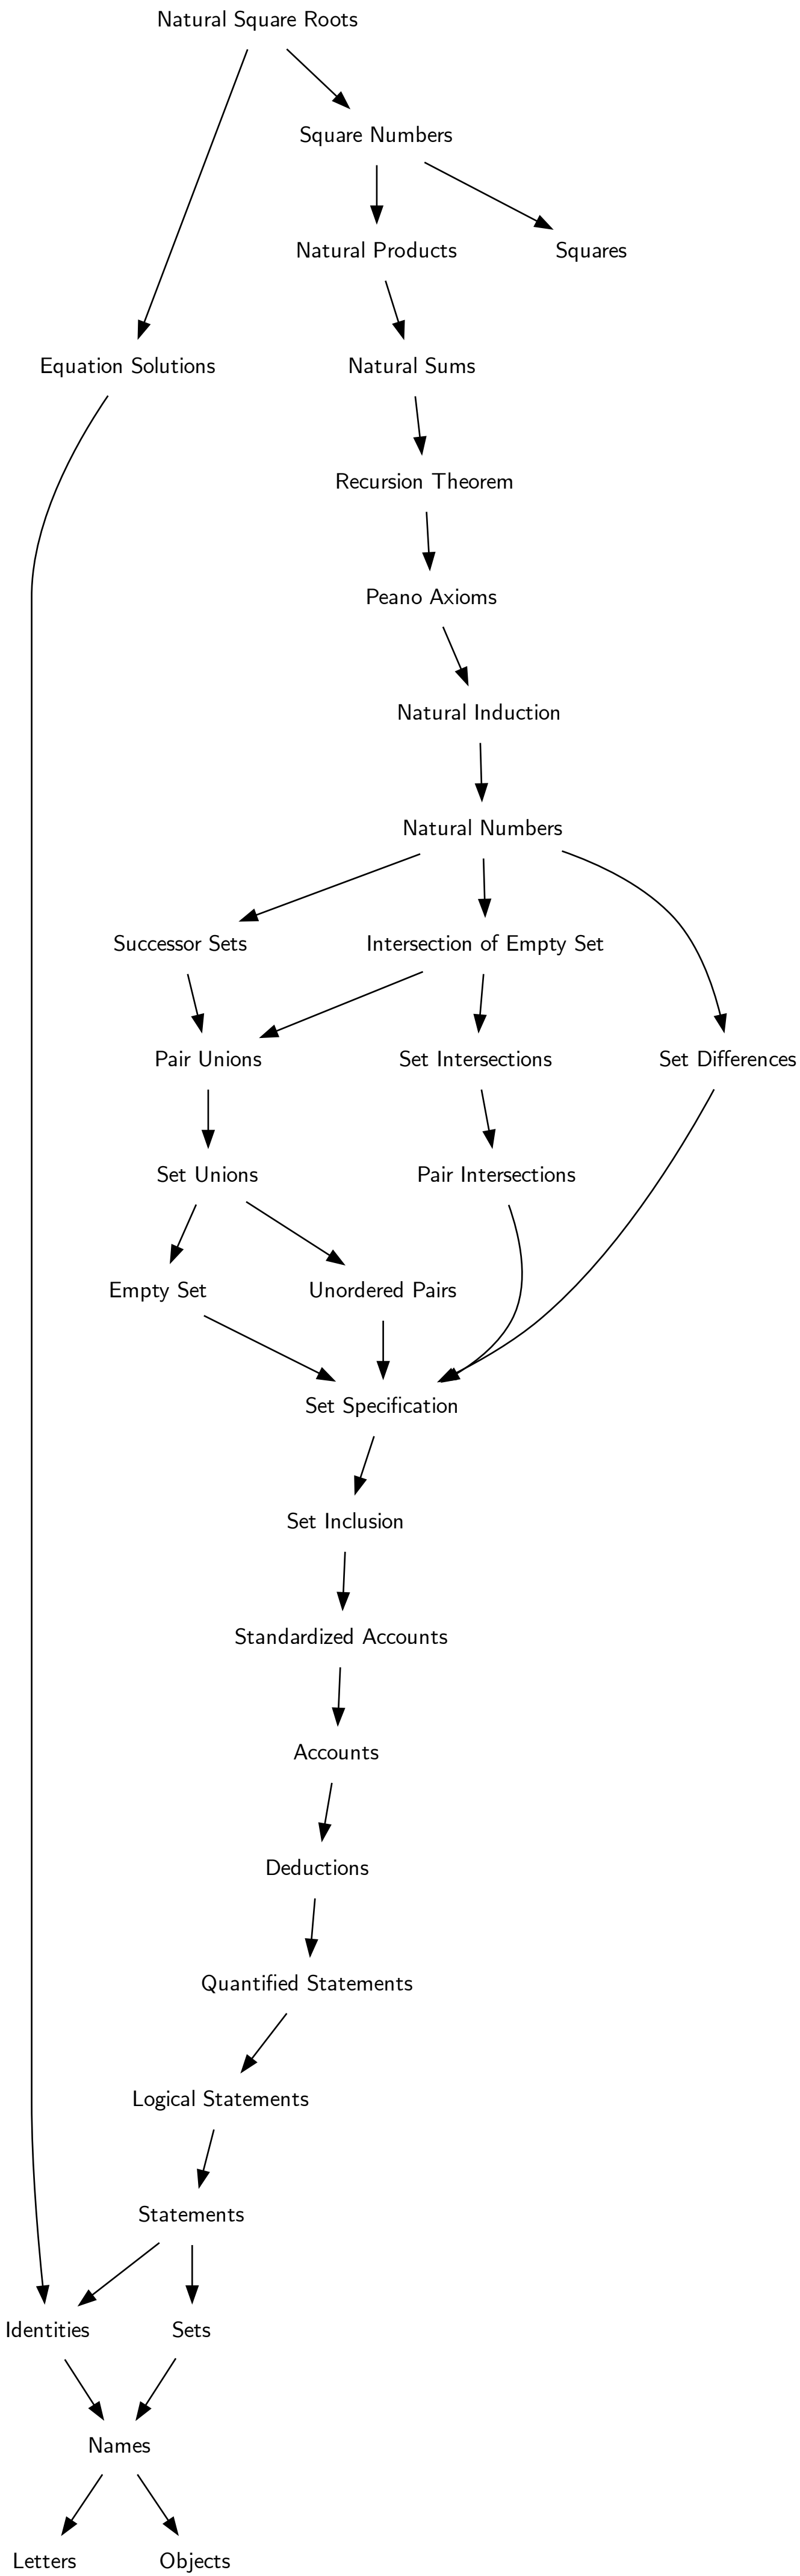 Natural Square Roots
Square Numbers
Natural Products
Squares
Equation Solutions
Natural Sums
Recursion Theorem
Peano Axioms
Natural Induction
Natural Numbers
Successor Sets
Intersection of Empty Set
Pair Unions
Set Intersections
Set Differences
Set Unions
Pair Intersections
Empty Set
Unordered Pairs
Set Specification
Set Inclusion
Standardized Accounts
Accounts
Deductions
Quantified Statements
Logical Statements
Statements
Identities
Sets
Names
Letters
Objects